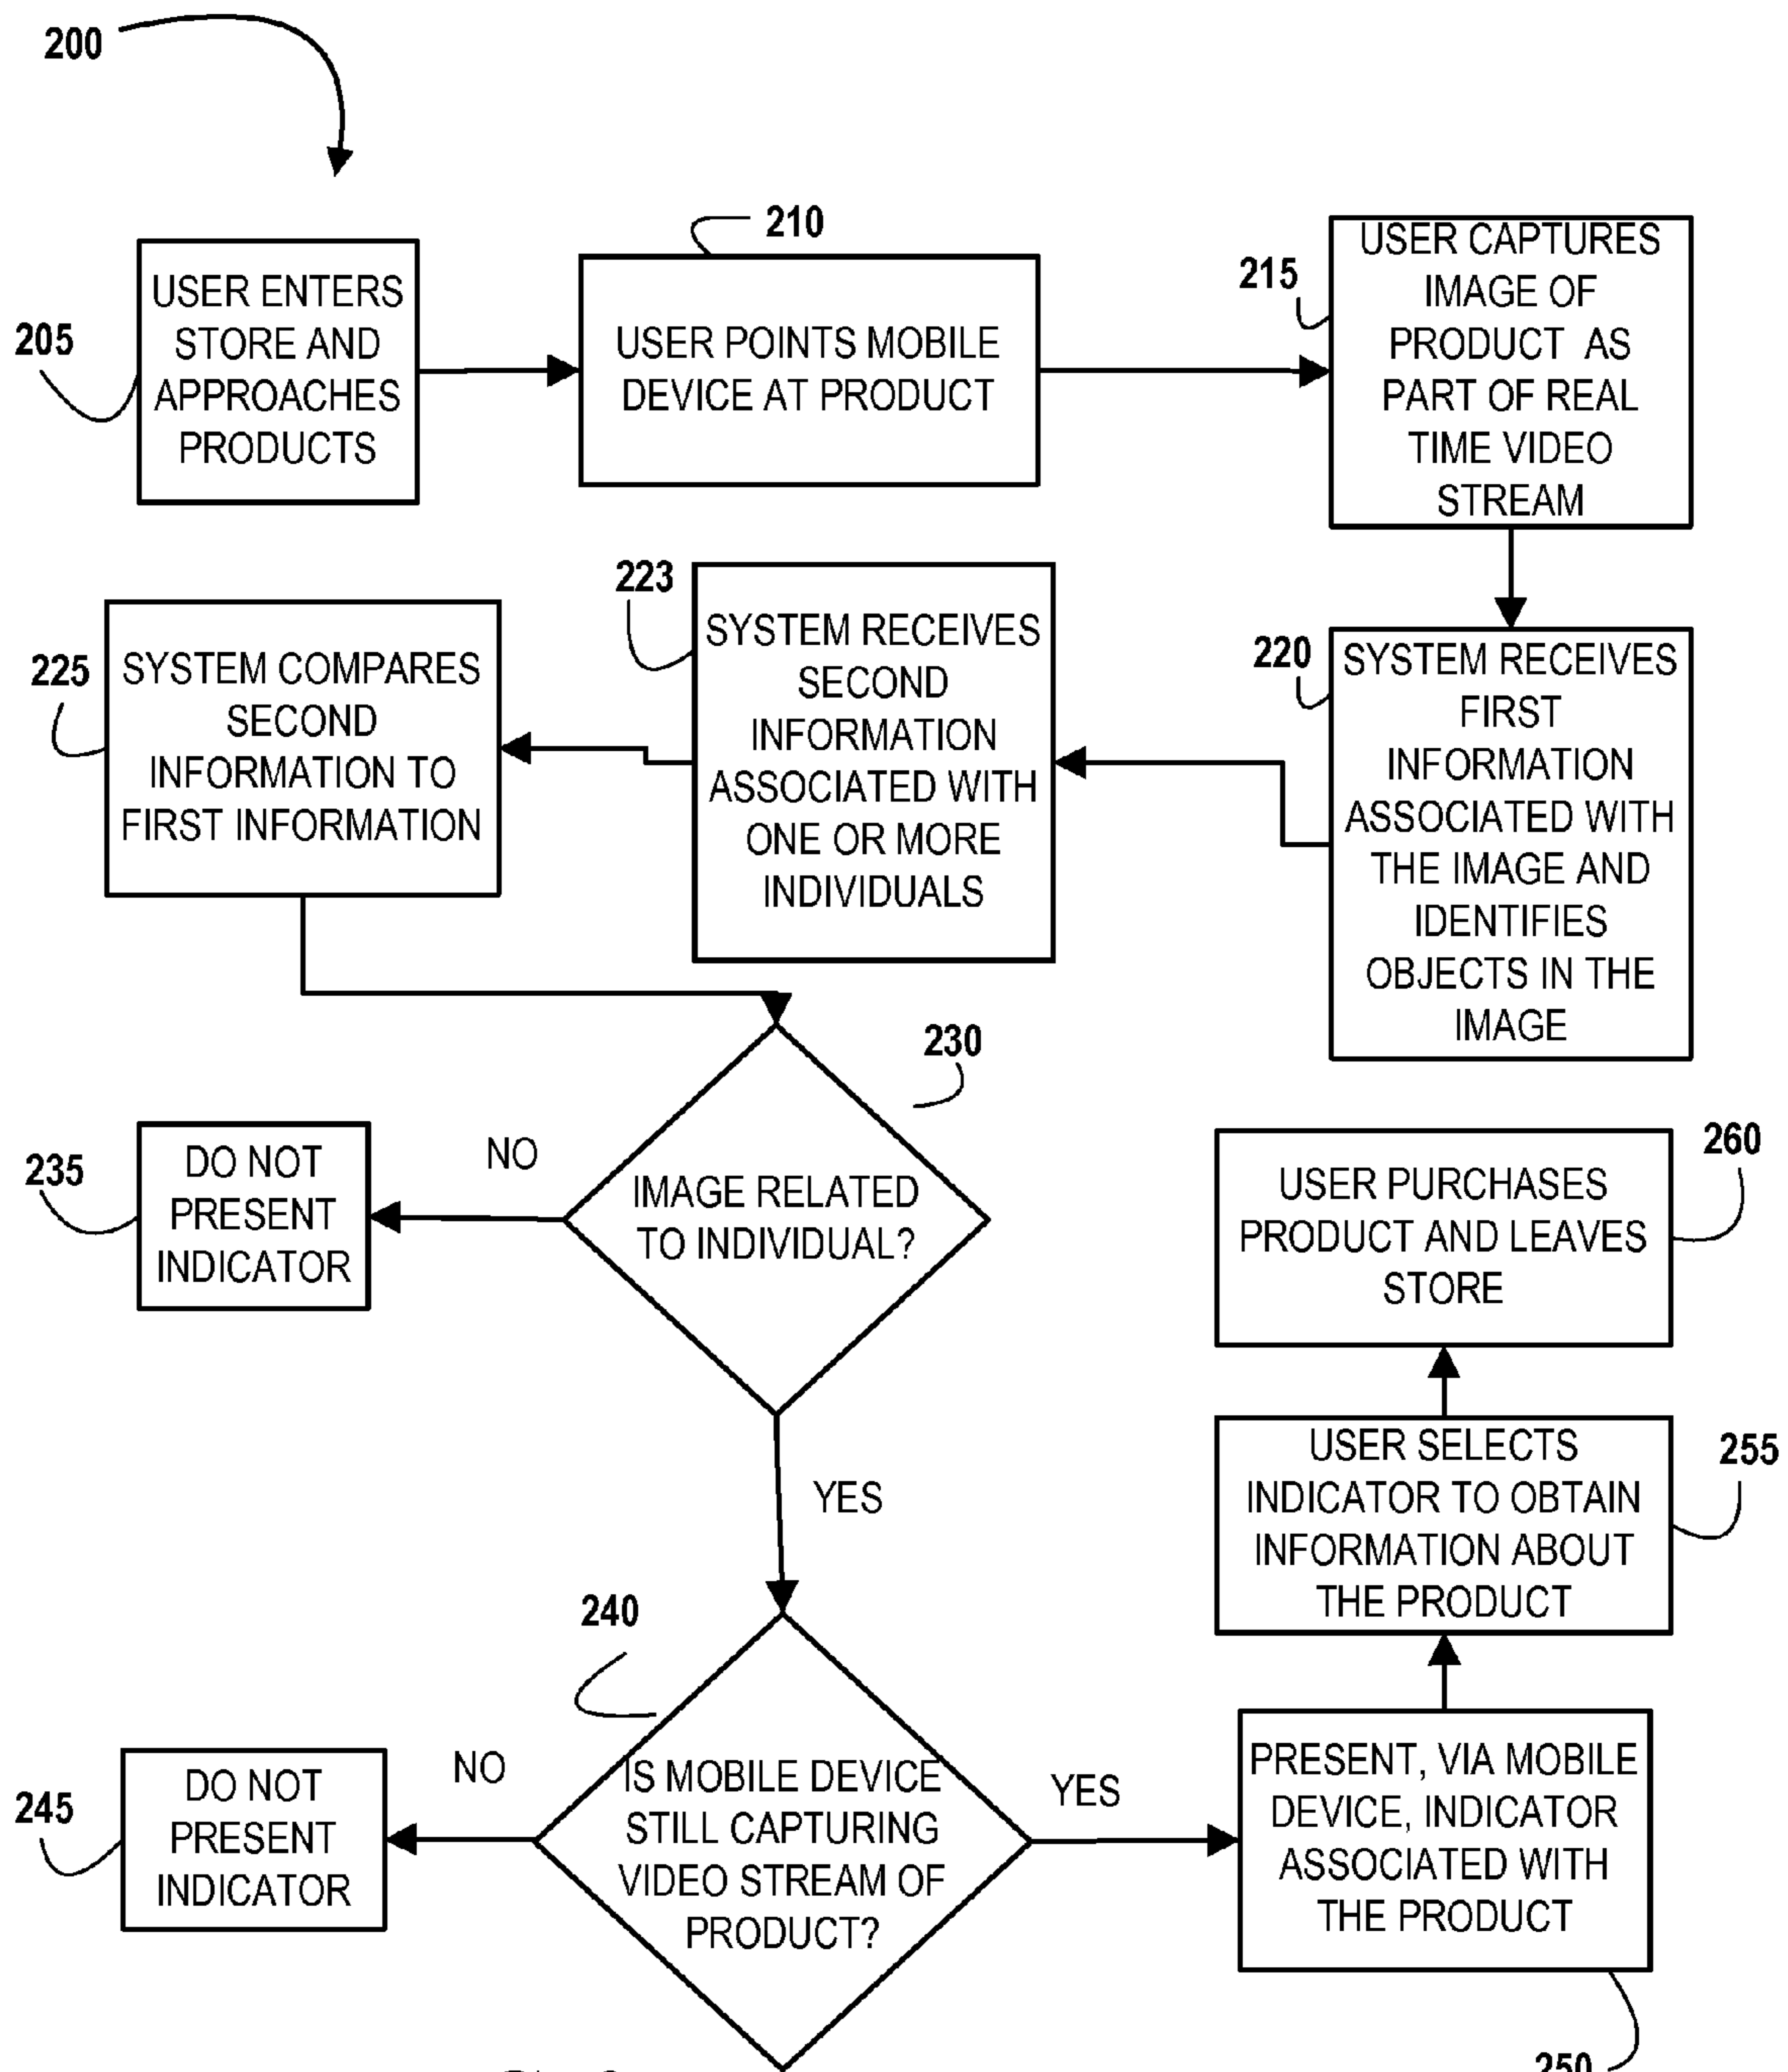 200
205
USER ENTERS
STORE AND
APPROACHES
PRODUCTS
210
USER POINTS MOBILE
DEVICE AT PRODUCT
215
USER CAPTURES
IMAGE OF
PRODUCT AS
PART OF REAL
TIME VIDEO
STREAM
220
SYSTEM RECEIVES
FIRST
INFORMATION
ASSOCIATED WITH
THE IMAGE AND
IDENTIFIES
OBJECTS IN THE
IMAGE
223
SYSTEM RECEIVES
SECOND
INFORMATION
ASSOCIATED WITH
ONE OR MORE
INDIVIDUALS
225
SYSTEM COMPARES
SECOND
INFORMATION TO
FIRST INFORMATION
230
IMAGE RELATED
TO INDIVIDUAL?
NO
235
DO NOT
PRESENT
INDICATOR
YES
240
IS MOBILE DEVICE
STILL CAPTURING
VIDEO STREAM OF
PRODUCT?
NO
245
DO NOT
PRESENT
INDICATOR
YES
PRESENT, VIA MOBILE
DEVICE, INDICATOR
ASSOCIATED WITH
THE PRODUCT
250
USER SELECTS
INDICATOR TO OBTAIN
INFORMATION ABOUT
THE PRODUCT
255
USER PURCHASES
PRODUCT AND LEAVES
STORE
260